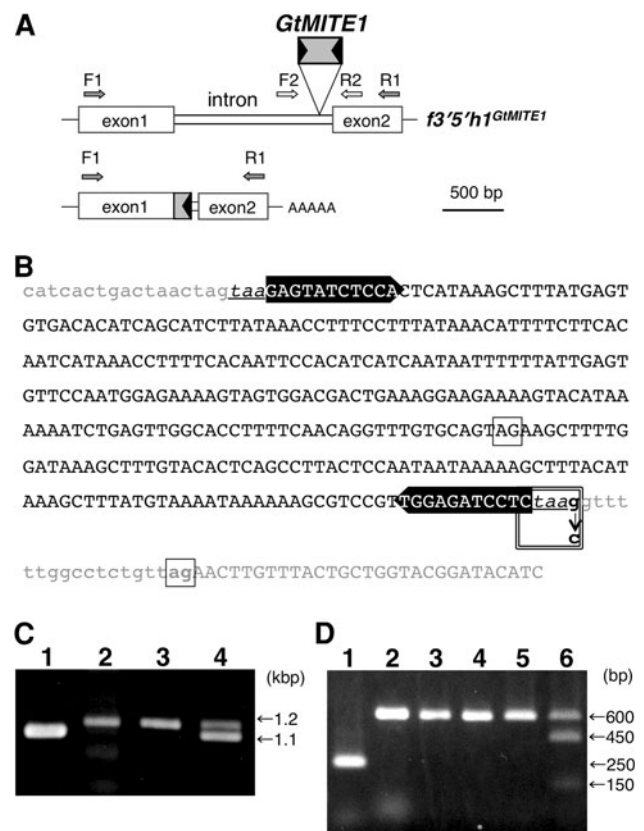 A
GtMITE1
F1
F2
R2
R1
intron
exon1
exon2
f3'5'h1GtMITE1
F1
R1
exon1
exon2
AAAAA
500 bp
B
catcactgactaactagtaaGAGTATCTCCACTCATAAAGCTTTATGAGT
GTGACACATCAGCATCTTATAAACCTTTCCTTTATAAACATTTTCTTCAC
AATCATAAACCTTTTCACAATTCCACATCATCAATAATTTTTTATTGAGT
GTTCCAATGGAGAAAAGTAGTGGACGACTGAAAGGAAGAAAAGTACATAA
AAAATCTGAGTTGGCACCTTTTCAACAGGTTTGTGCAGTAGAAGCTTTTG
GATAAAGCTTTGTACACTCAGCCTTACTCCAATAATAAAAAGCTTTACAT
AAAGCTTTATGTAAAATAAAAAAGCGTCCGTTGGAGATCCTCtaaggttt
c
ttggcctctgttagAACTTGTTTACTGCTGGTACGGATACATC
C
1 2 3 4
(kbp)
←1.2
←1.1
D
1 2 3 4 5 6
(bp)
←600
←450
←250
←150